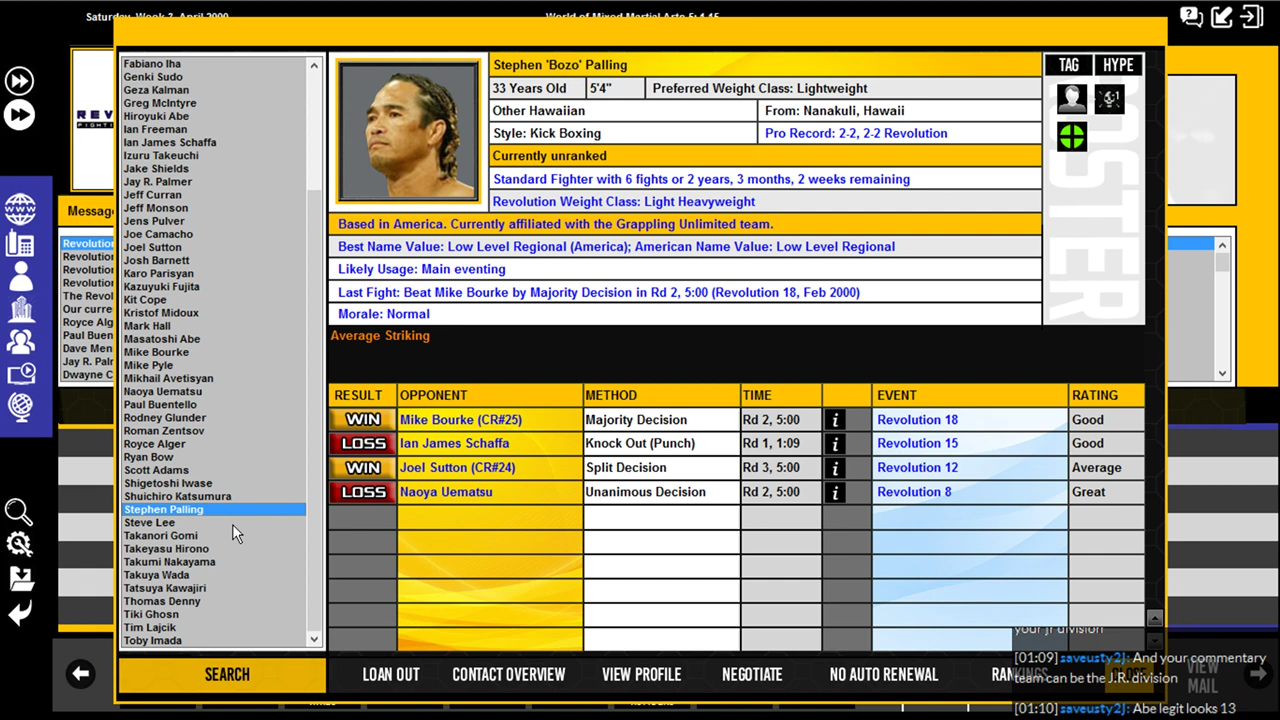 Saturday, Week 3, April 2000
World of Mixed Martial Arts 5: 1.15
Fabiano Iha
Genki Sudo
Geza Kalman
Greg McIntyre
Hiroyuki Abe
Ian Freeman
Ian James Schaffa
Izuru Takeuchi
Jake Shields
Jay R. Palmer
Jeff Curran
Jeff Monson
Jens Pulver
Joe Camacho
Joel Sutton
Josh Barnett
Karo Parisyan
Kazuyuki Fujita
Kit Cope
Kristof Midoux
Mark Hall
Masatoshi Abe
Mike Bourke
Mike Pyle
Mikhail Avetisyan
Naoya Uematsu
Paul Buentello
Rodney Glunder
Roman Zentsov
Royce Alger
Ryan Bow
Scott Adams
Shigetoshi Iwase
Shuichiro Katsumura
Stephen Palling
Steve Lee
Takanori Gomi
Takeyasu Hirono
Takumi Nakayama
Takuya Wada
Tatsuya Kawajiri
Thomas Denny
Tiki Ghosn
Tim Lajcik
Toby Imada
SEARCH
REV
FIGHTI
Messag
Revolution
Revolution
Revolution
Revolution
The Revol
Our curre
Royce Alg
Paul Buen
Dave Men
Jay R. Pal
Dwayne C
Stephen 'Bozo' Palling
33 Years Old 5'4" Preferred Weight Class: Lightweight
Other Hawaiian From: Nanakuli, Hawaii
Style: Kick Boxing Pro Record: 2-2, 2-2 Revolution
Currently unranked
Standard Fighter with 6 fights or 2 years, 3 months, 2 weeks remaining
Revolution Weight Class: Light Heavyweight
Based in America. Currently affiliated with the Grappling Unlimited team.
Best Name Value: Low Level Regional (America); American Name Value: Low Level Regional
Likely Usage: Main eventing
Last Fight: Beat Mike Bourke by Majority Decision in Rd 2, 5:00 (Revolution 18, Feb 2000)
Morale: Normal
TAG HYPE
ROSTER
Average Striking
RESULT OPPONENT METHOD TIME EVENT RATING
WIN Mike Bourke (CR#25) Majority Decision Rd 2, 5:00 i Revolution 18 Good
LOSS Ian James Schaffa Knock Out (Punch) Rd 1, 1:09 i Revolution 15 Good
WIN Joel Sutton (CR#24) Split Decision Rd 3, 5:00 i Revolution 12 Average
LOSS Naoya Uematsu Unanimous Decision Rd 2, 5:00 i Revolution 8 Great
LOAN OUT CONTACT OVERVIEW VIEW PROFILE NEGOTIATE NO AUTO RENEWAL RANKINGS
VIEW MAIL
your jr division
[01:09] saveusty2j: And your commentary team can be the J.R. division
[01:10] saveusty2j: Abe legit looks 13